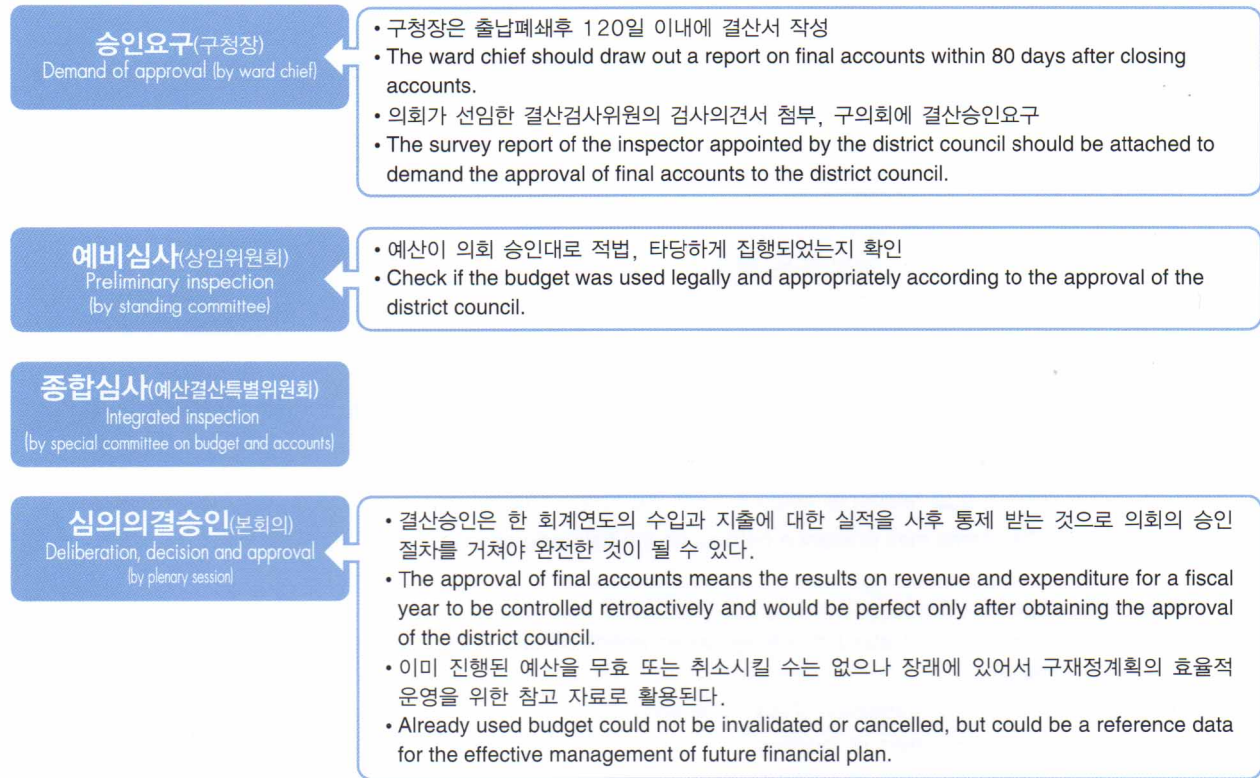 승인요구(구청장)
Demand of approval (by ward chief)
• 구청장은 출납폐쇄후 120일 이내에 결산서 작성
• The ward chief should draw out a report on final accounts within 80 days after closing
accounts.
• 의회가 선임한 결산검사위원의 검사의견서 첨부, 구의회에 결산승인요구
• The survey report of the inspector appointed by the district council should be attached to
demand the approval of final accounts to the district council.
예비심사(상임위원회)
Preliminary inspection
(by standing committee)
• 예산이 의회 승인대로 적법, 타당하게 집행되었는지 확인
• Check if the budget was used legally and appropriately according to the approval of the
district council.
종합심사(예산결산특별위원회)
Integrated inspection
(by special committee on budget and accounts)
심의의결승인(본회의)
Deliberation, decision and approval
(by plenary session)
• 결산승인은 한 회계연도의 수입과 지출에 대한 실적을 사후 통제 받는 것으로 의회의 승인
절차를 거쳐야 완전한 것이 될 수 있다.
• The approval of final accounts means the results on revenue and expenditure for a fiscal
year to be controlled retroactively and would be perfect only after obtaining the approval
of the district council.
• 이미 진행된 예산을 무효 또는 취소시킬 수는 없으나 장래에 있어서 구재정계획의 효율적
운영을 위한 참고 자료로 활용된다.
• Already used budget could not be invalidated or cancelled, but could be a reference data
for the effective management of future financial plan.